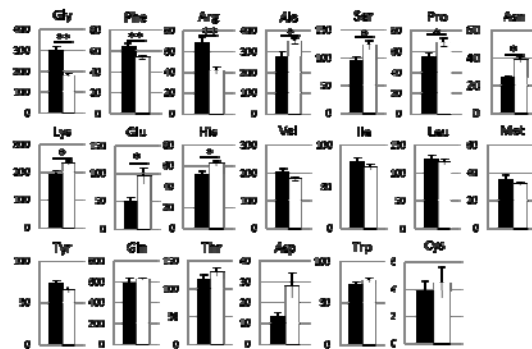 Gly Phe Arg Ala Ser Pro Asn
400 300 200 100 0 80 60 40 20 0 80 60 40 20 0 400 300 200 100 0 150 100 50 0 80 60 40 20 0 60 40 20 0
** ** ** * * * *
Lys Glu His Val Ile Leu Met
300 200 100 0 150 100 50 0 80 60 40 20 0 300 200 100 0 100 50 0 150 100 50 0 60 40 20 0
* * *
Tyr Gln Thr Asp Trp Cys
100 50 0 800 600 400 200 0 150 100 50 0 40 30 20 10 0 100 50 0 6 4 2 0